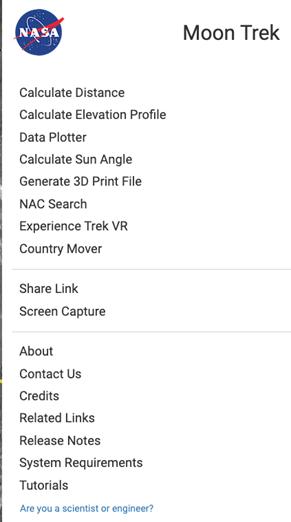 NASA
Moon Trek
Calculate Distance
Calculate Elevation Profile
Data Plotter
Calculate Sun Angle
Generate 3D Print File
NAC Search
Experience Trek VR
Country Mover
Share Link
Screen Capture
About
Contact Us
Credits
Related Links
Release Notes
System Requirements
Tutorials
Are you a scientist or engineer?